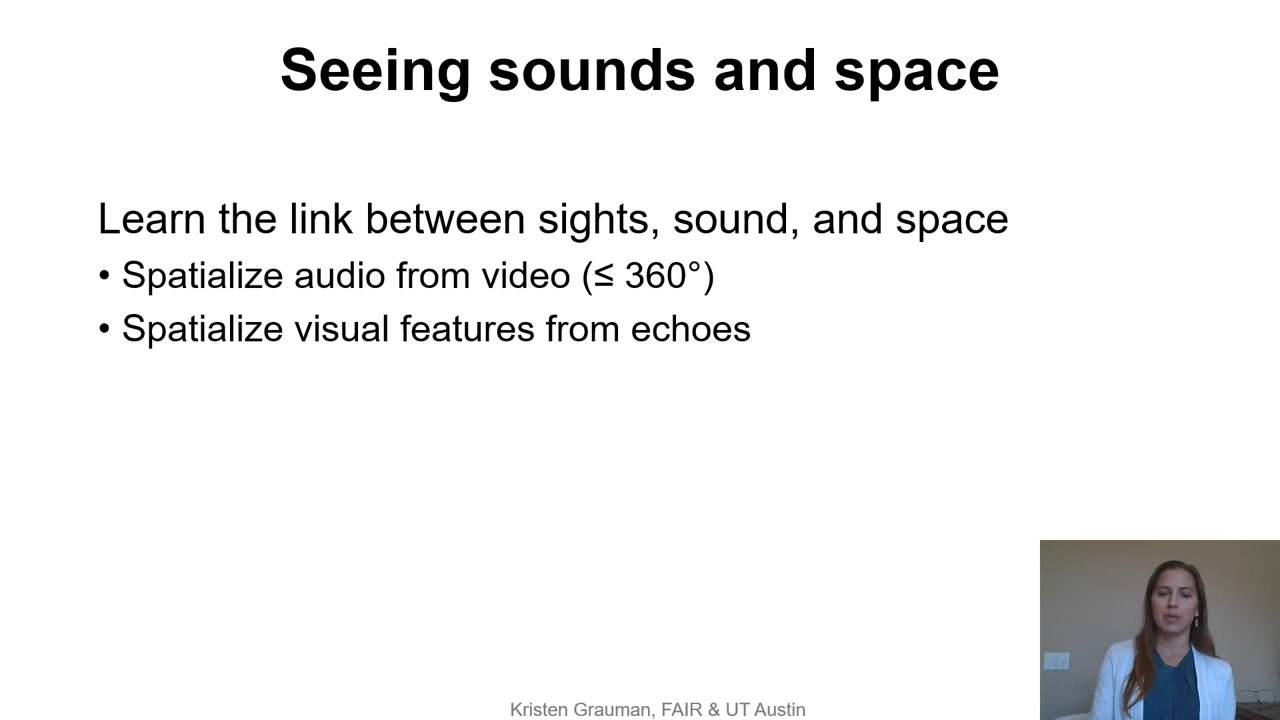 Seeing sounds and space
Learn the link between sights, sound, and space
• Spatialize audio from video (≤ 360°)
• Spatialize visual features from echoes
Kristen Grauman, FAIR & UT Austin